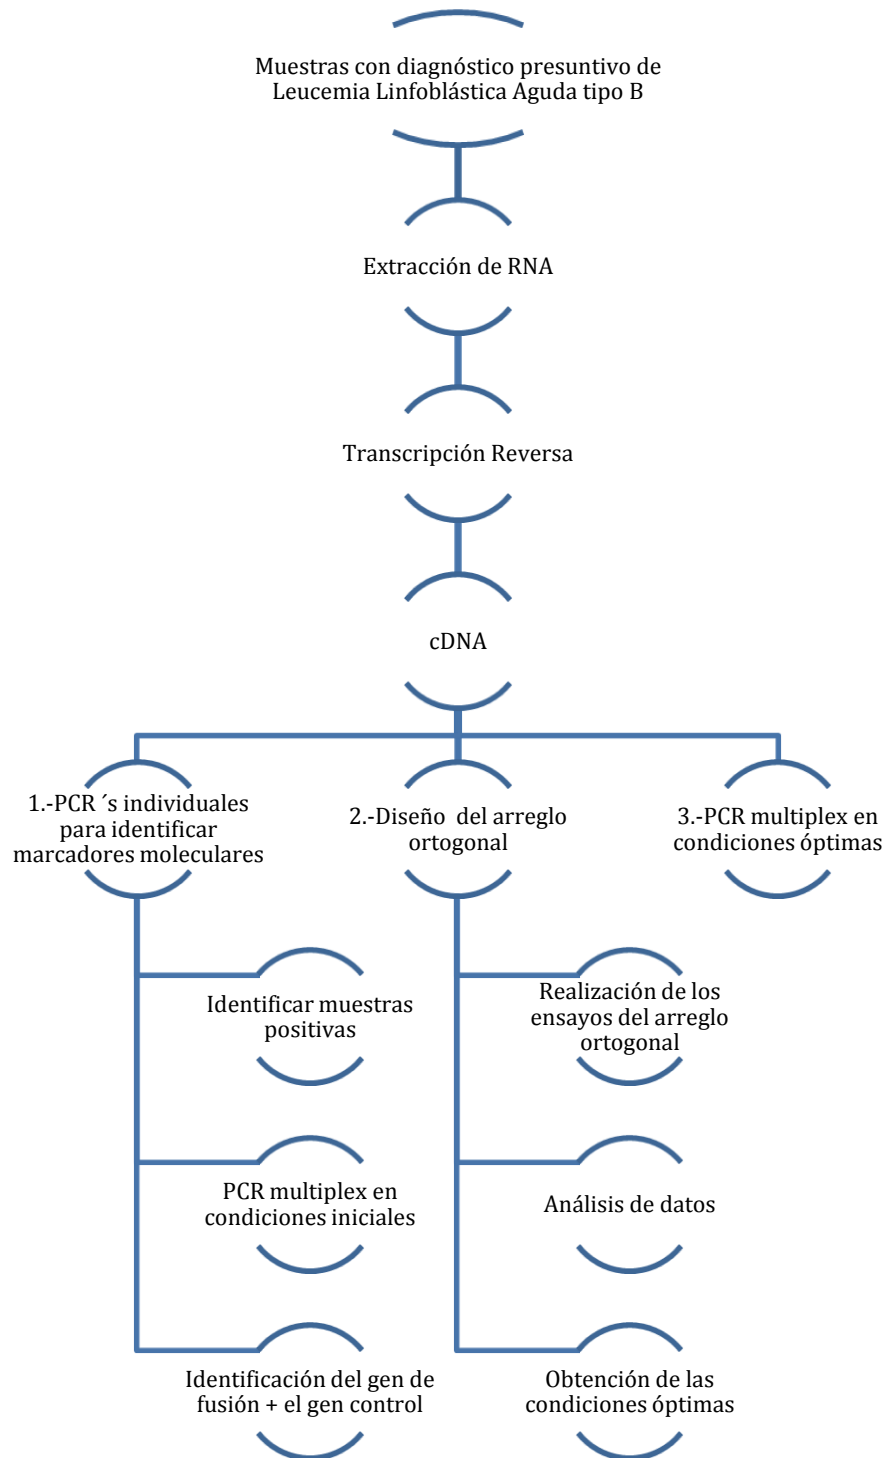 Muestras con diagnóstico presuntivo de
Leucemia Linfoblástica Aguda tipo B
Extracción de RNA
Transcripción Reversa
cDNA
1.-PCR ´s individuales
para identificar
marcadores moleculares
2.-Diseño del arreglo
ortogonal
3.-PCR multiplex en
condiciones óptimas
Identificar muestras
positivas
PCR multiplex en
condiciones iniciales
Identificación del gen de
fusión + el gen control
Realización de los
ensayos del arreglo
ortogonal
Análisis de datos
Obtención de las
condiciones óptimas